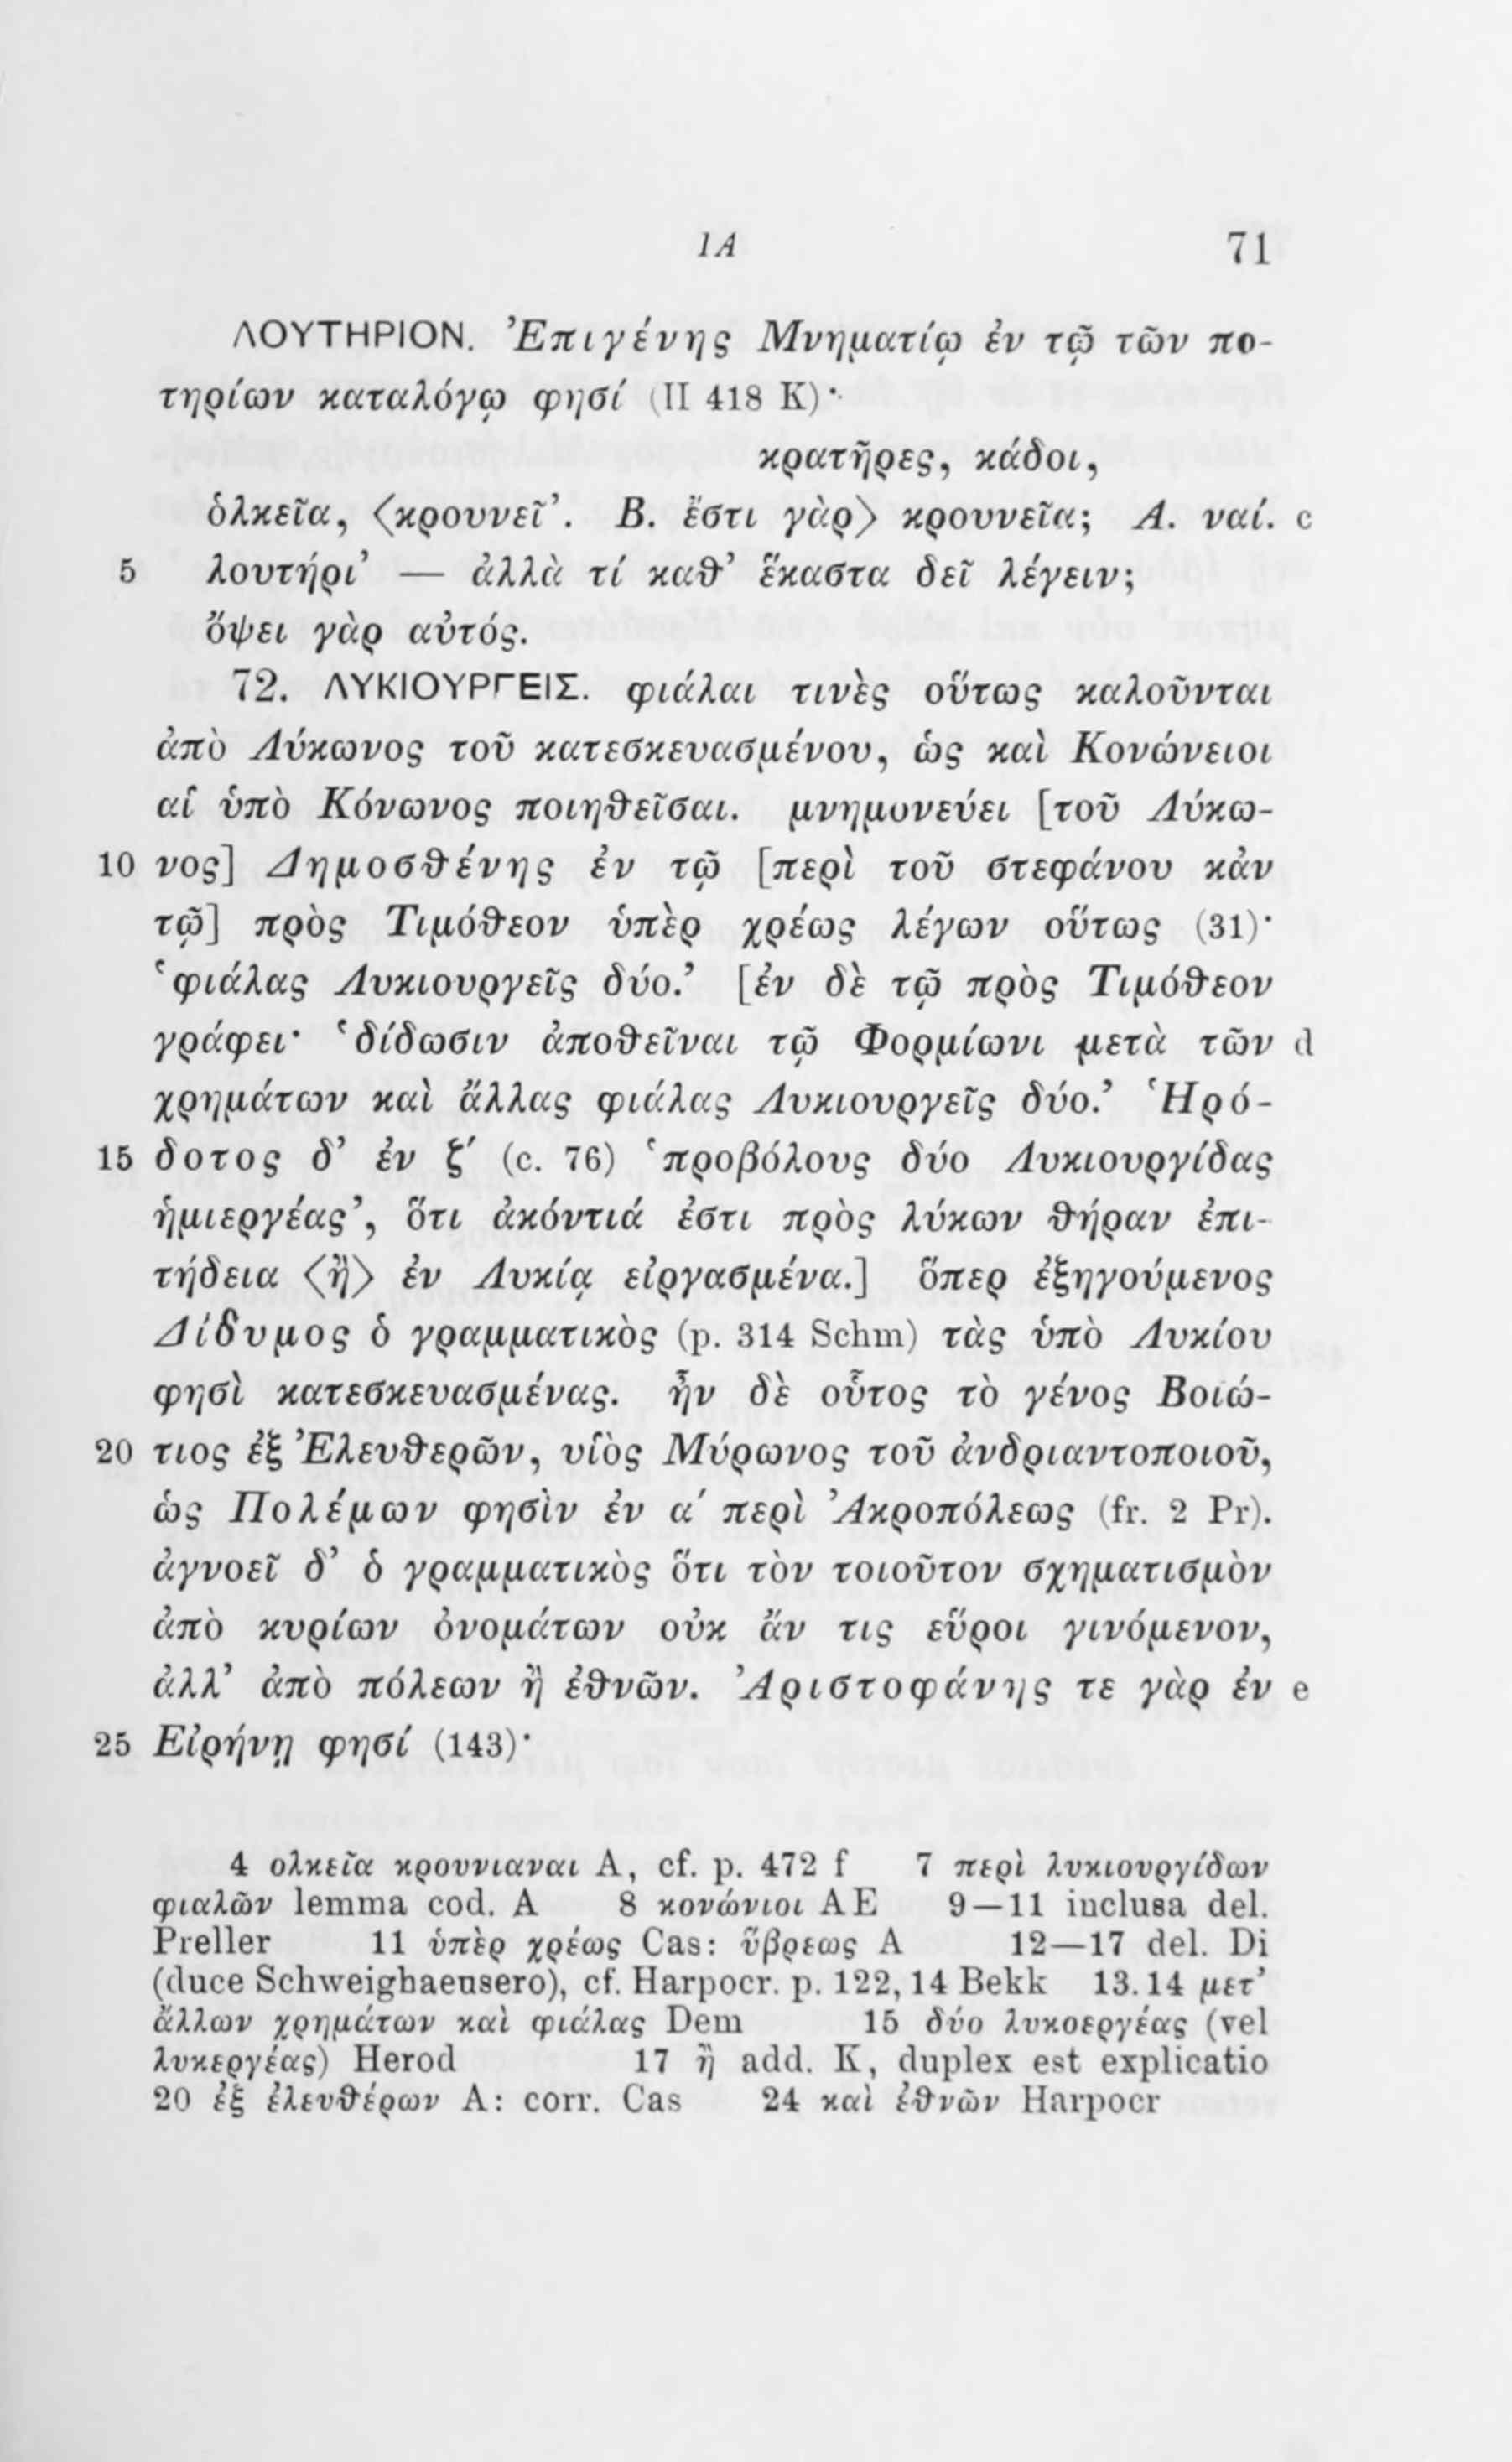 ΙΑ 71
ΛΟΥΤΗΡΙΟΝ. Ἐπιγένης Μνηματίῳ ἐν τῷ τῶν πο-
τηρίων καταλόγῳ φησί (II 418 K)·
κρατῆρες, κάδοι,
ὁλκεῖα, ⟨κρουνεῖ’. Β. ἔστι γὰρ⟩ κρουνεῖα; Α. ναί. c
5 λουτήρι’ — ἀλλὰ τί καθ’ ἕκαστα δεῖ λέγειν;
ὄψει γὰρ αὐτός.
72. ΛΥΚΙΟΥΡΓΕΙΣ. φιάλαι τινὲς οὕτως καλοῦνται
ἀπὸ Λύκωνος τοῦ κατεσκευασμένου, ὡς καὶ Κονώνειοι
αἱ ὑπὸ Κόνωνος ποιηθεῖσαι. μνημονεύει [τοῦ Λύκω-
10 νος] Δημοσθένης ἐν τῷ [περὶ τοῦ στεφάνου κἀν
τῷ] πρὸς Τιμόθεον ὑπὲρ χρέως λέγων οὕτως (31)·
‘φιάλας Λυκιουργεῖς δύο.’ [ἐν δὲ τῷ πρὸς Τιμόθεον
γράφει· ‘δίδωσιν ἀποθεῖναι τῷ Φορμίωνι μετὰ τῶν d
χρημάτων καὶ ἄλλας φιάλας Λυκιουργεῖς δύο.’ Ἡρό-
15 δοτος δ’ ἐν ζ′ (c. 76) ‘προβόλους δύο Λυκιουργίδας
ἡμιεργέας’, ὅτι ἀκόντιά ἐστι πρὸς λύκων θήραν ἐπι-
τήδεια ⟨ἢ⟩ ἐν Λυκίᾳ εἰργασμένα.] ὅπερ ἐξηγούμενος
Δίδυμος ὁ γραμματικὸς (p. 314 Schm) τὰς ὑπὸ Λυκίου
φησὶ κατεσκευασμένας. ἦν δὲ οὗτος τὸ γένος Βοιώ-
20 τιος ἐξ Ἐλευθερῶν, υἱὸς Μύρωνος τοῦ ἀνδριαντοποιοῦ,
ὡς Πολέμων φησὶν ἐν α′ περὶ Ἀκροπόλεως (fr. 2 Pr).
ἀγνοεῖ δ’ ὁ γραμματικὸς ὅτι τὸν τοιοῦτον σχηματισμὸν
ἀπὸ κυρίων ὀνομάτων οὐκ ἄν τις εὕροι γινόμενον,
ἀλλ’ ἀπὸ πόλεων ἢ ἐθνῶν. Ἀριστοφάνης τε γὰρ ἐν e
25 Εἰρήνῃ φησί (143)·
4 ολκεῖα κρουνιαναι A, cf. p. 472 f 7 περὶ λυκιουργίδων
φιαλῶν lemma cod. A 8 κονώνιοι AE 9—11 inclusa del.
Preller 11 ὑπὲρ χρέως Cas: ὕβρεως A 12—17 del. Di
(duce Schweighaeusero), cf. Harpocr. p. 122, 14 Bekk 13. 14 μετ’
ἄλλων χρημάτων καὶ φιάλας Dem 15 δύο λυκοεργέας (vel
λυκεργέας) Herod 17 ἢ add. K, duplex est explicatio
20 ἐξ ἐλευθέρων A: corr. Cas 24 καὶ ἐθνῶν Harpocr